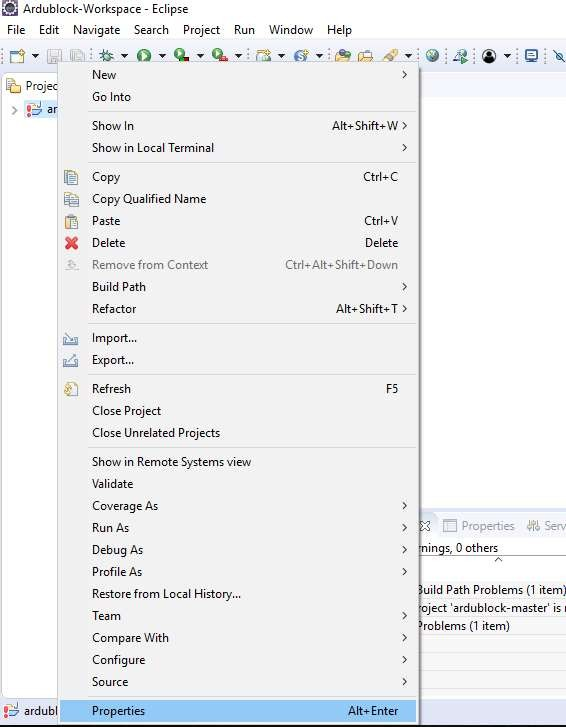 Ardublock-Workspace - Eclipse
File Edit Navigate Search Project Run Window Help
Projec
ar
New
Go Into
Show In Alt+Shift+W
Show in Local Terminal
Copy Ctrl+C
Copy Qualified Name
Paste Ctrl+V
Delete Delete
Remove from Context Ctrl+Alt+Shift+Down
Build Path
Refactor Alt+Shift+T
Import...
Export...
Refresh F5
Close Project
Close Unrelated Projects
Show in Remote Systems view
Validate
Coverage As
Run As
Debug As
Profile As
Restore from Local History...
Team
Compare With
Configure
Source
Properties Alt+Enter
Properties Serv
rnings, 0 others
Build Path Problems (1 item)
roject 'ardublock-master' is r
Problems (1 item)
ardubl